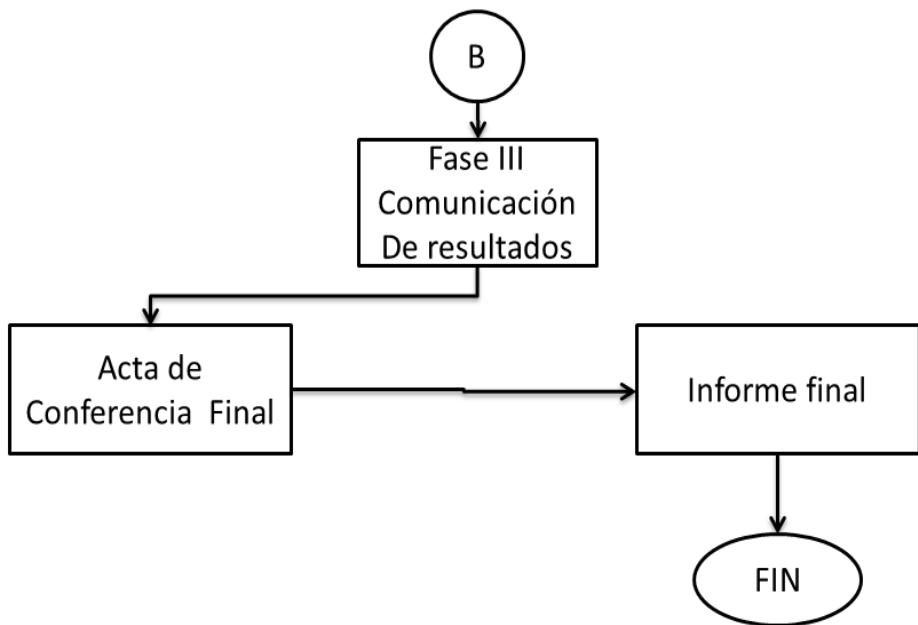 B
Fase III
Comunicación
De resultados
Acta de
Conferencia  Final
Informe final
FIN